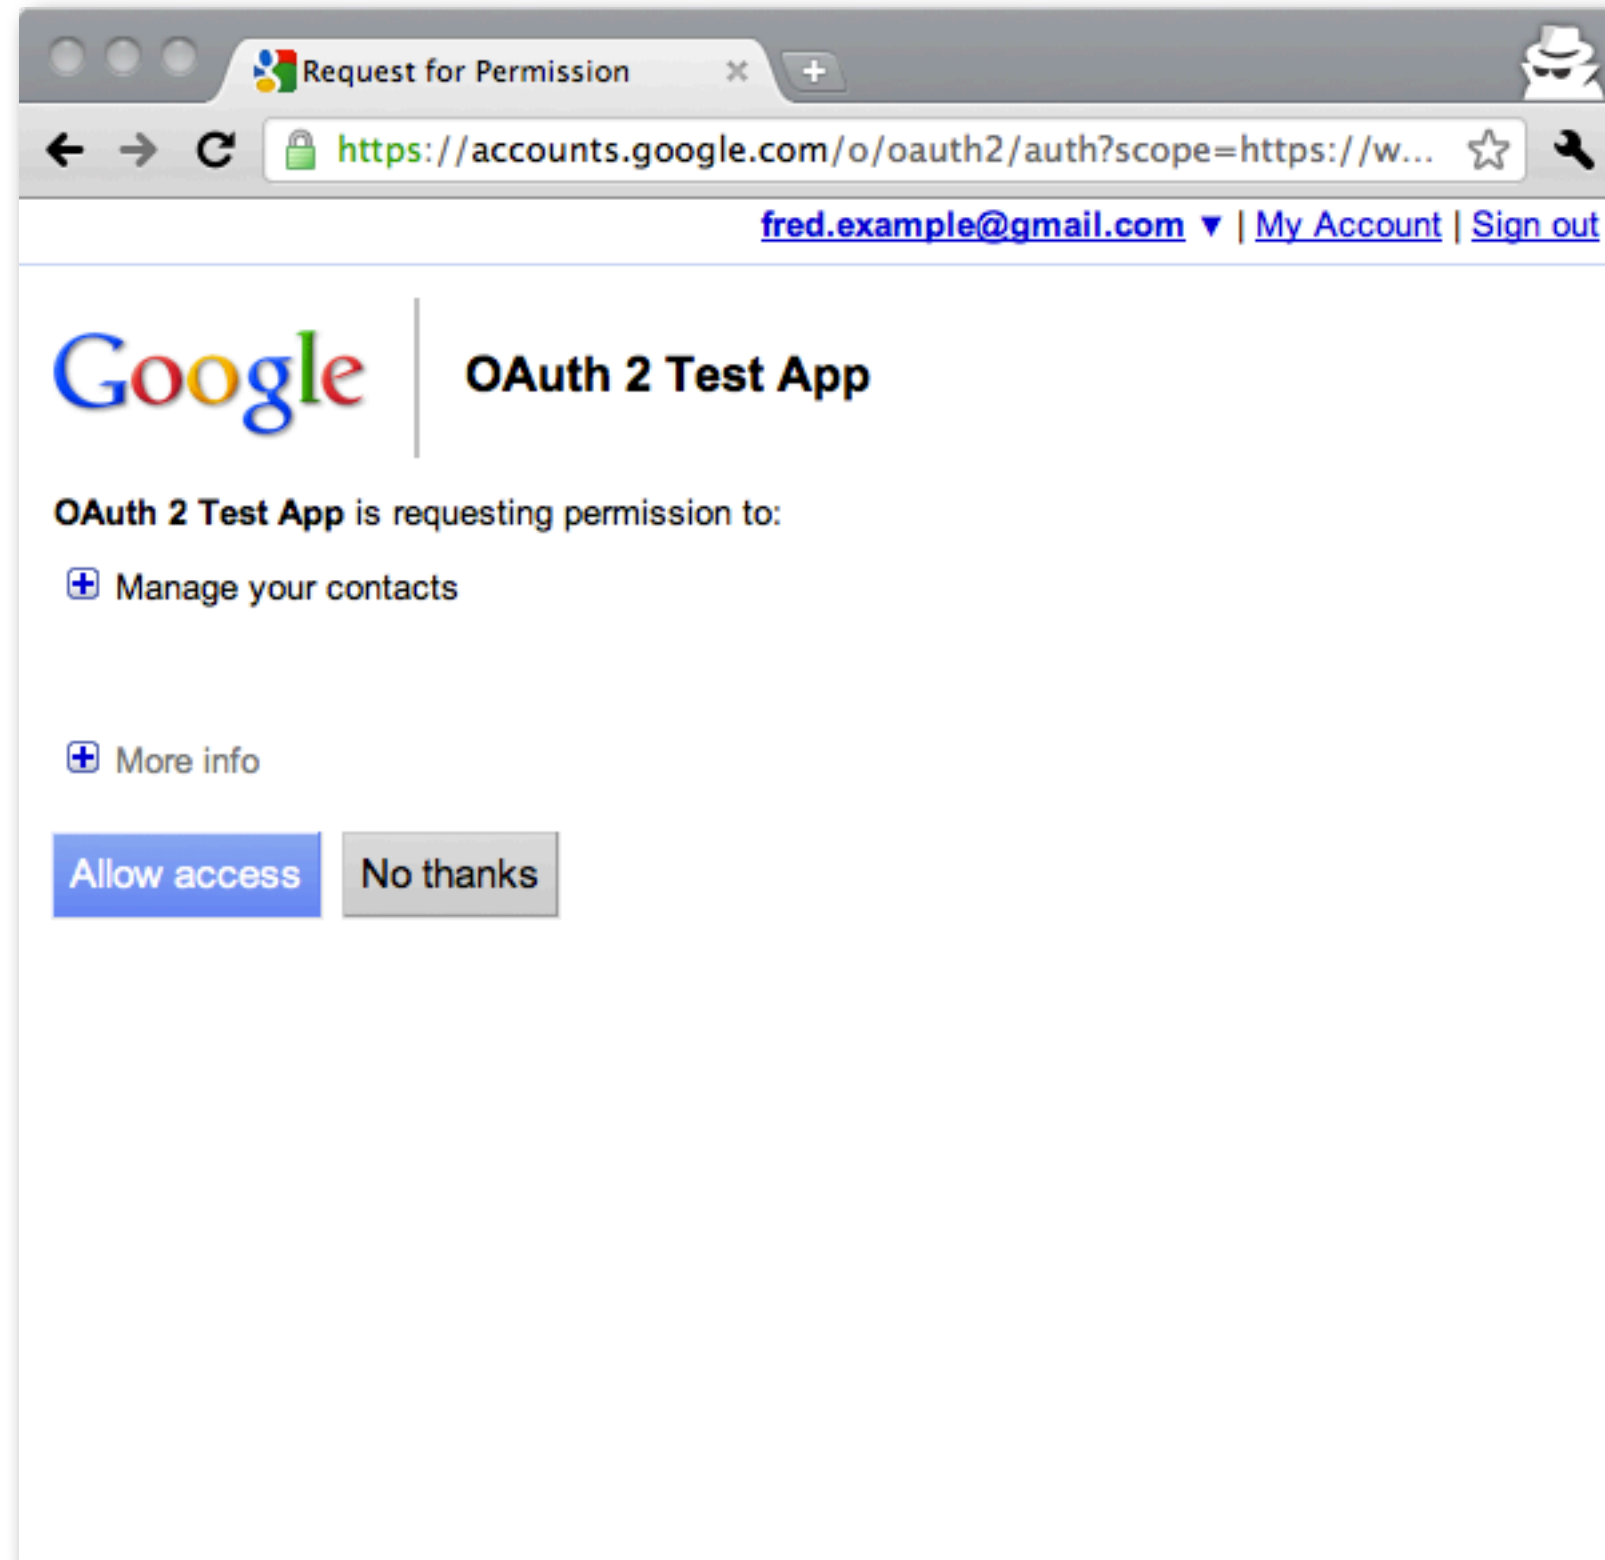 Request for Permission
https://accounts.google.com/o/oauth2/auth?scope=https://w...
fred.example@gmail.com ▼ | My Account | Sign out
Google
OAuth 2 Test App
OAuth 2 Test App is requesting permission to:
Manage your contacts
More info
Allow access
No thanks